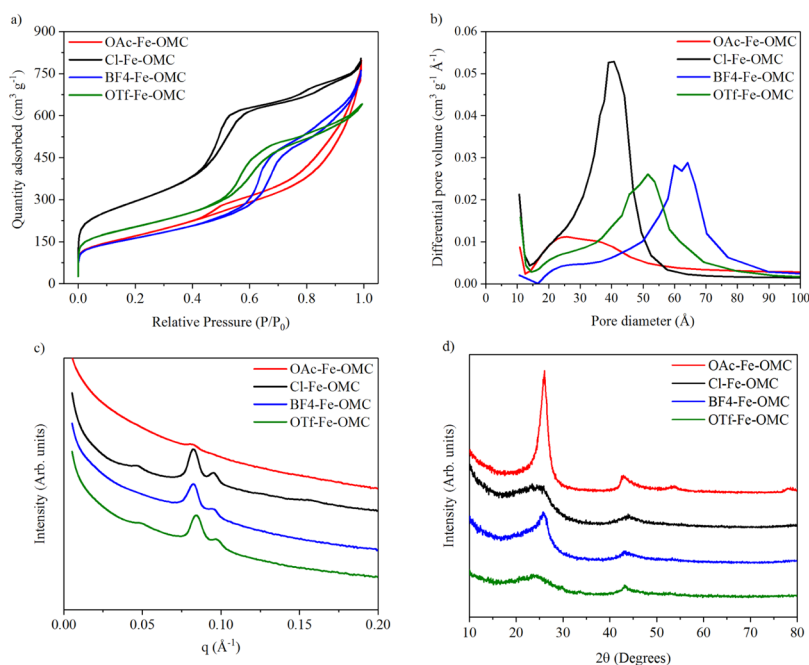 a)
900
750
600
450
300
150
0
Quantity adsorbed (cm³ g⁻¹)
OAc-Fe-OMC
Cl-Fe-OMC
BF4-Fe-OMC
OTf-Fe-OMC
0.0 0.2 0.4 0.6 0.8 1.0
Relative Pressure (P/P₀)
b)
0.06
0.05
0.04
0.03
0.02
0.01
0.00
Differential pore volume (cm³ g⁻¹ Å⁻¹)
OAc-Fe-OMC
Cl-Fe-OMC
BF4-Fe-OMC
OTf-Fe-OMC
0 10 20 30 40 50 60 70 80 90 100
Pore diameter (Å)
c)
Intensity (Arb. units)
OAc-Fe-OMC
Cl-Fe-OMC
BF4-Fe-OMC
OTf-Fe-OMC
0.00 0.05 0.10 0.15 0.20
q (Å⁻¹)
d)
Intensity (Arb. units)
OAc-Fe-OMC
Cl-Fe-OMC
BF4-Fe-OMC
OTf-Fe-OMC
10 20 30 40 50 60 70 80
2θ (Degrees)